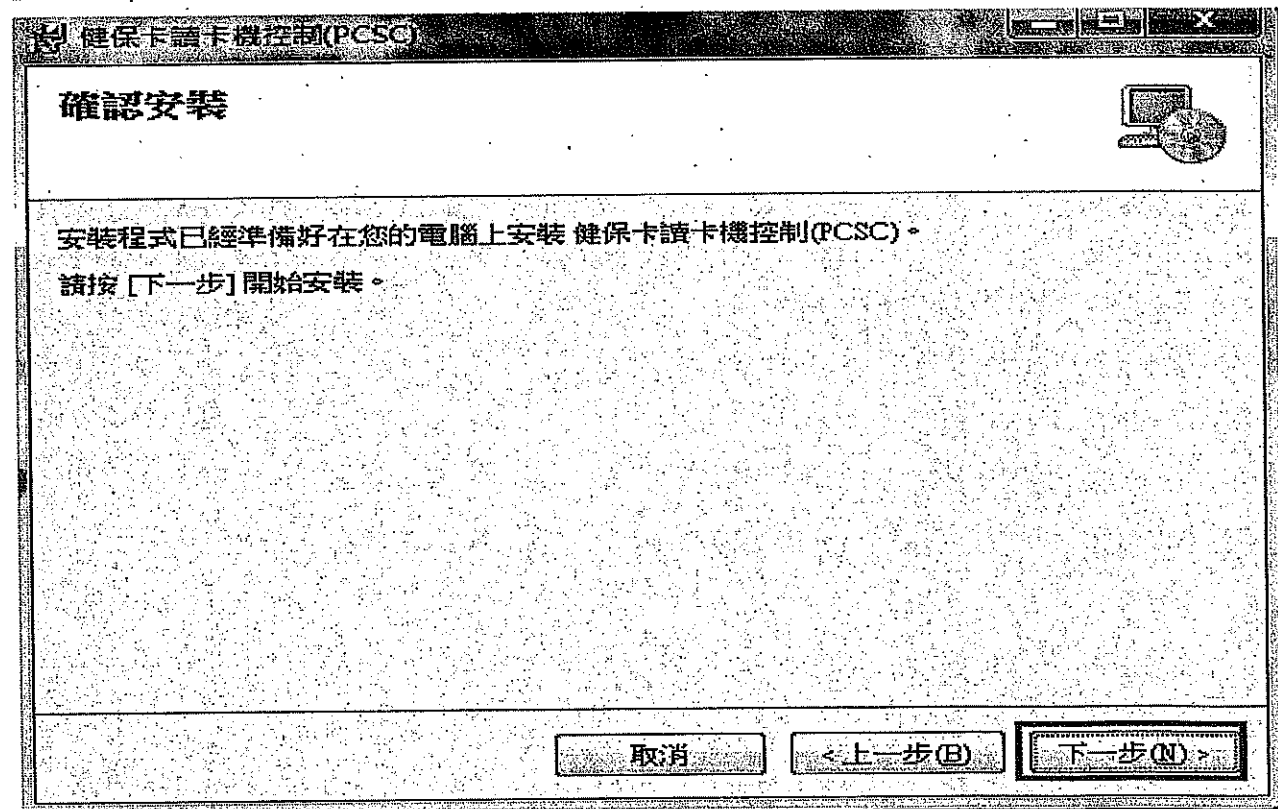 健保卡讀卡機控制(PCSC)
確認安裝
安裝程式已經準備好在您的電腦上安裝 健保卡讀卡機控制(PCSC)。
請按 [下一步] 開始安裝。
取消
< 上一步(B)
下一步(N) >